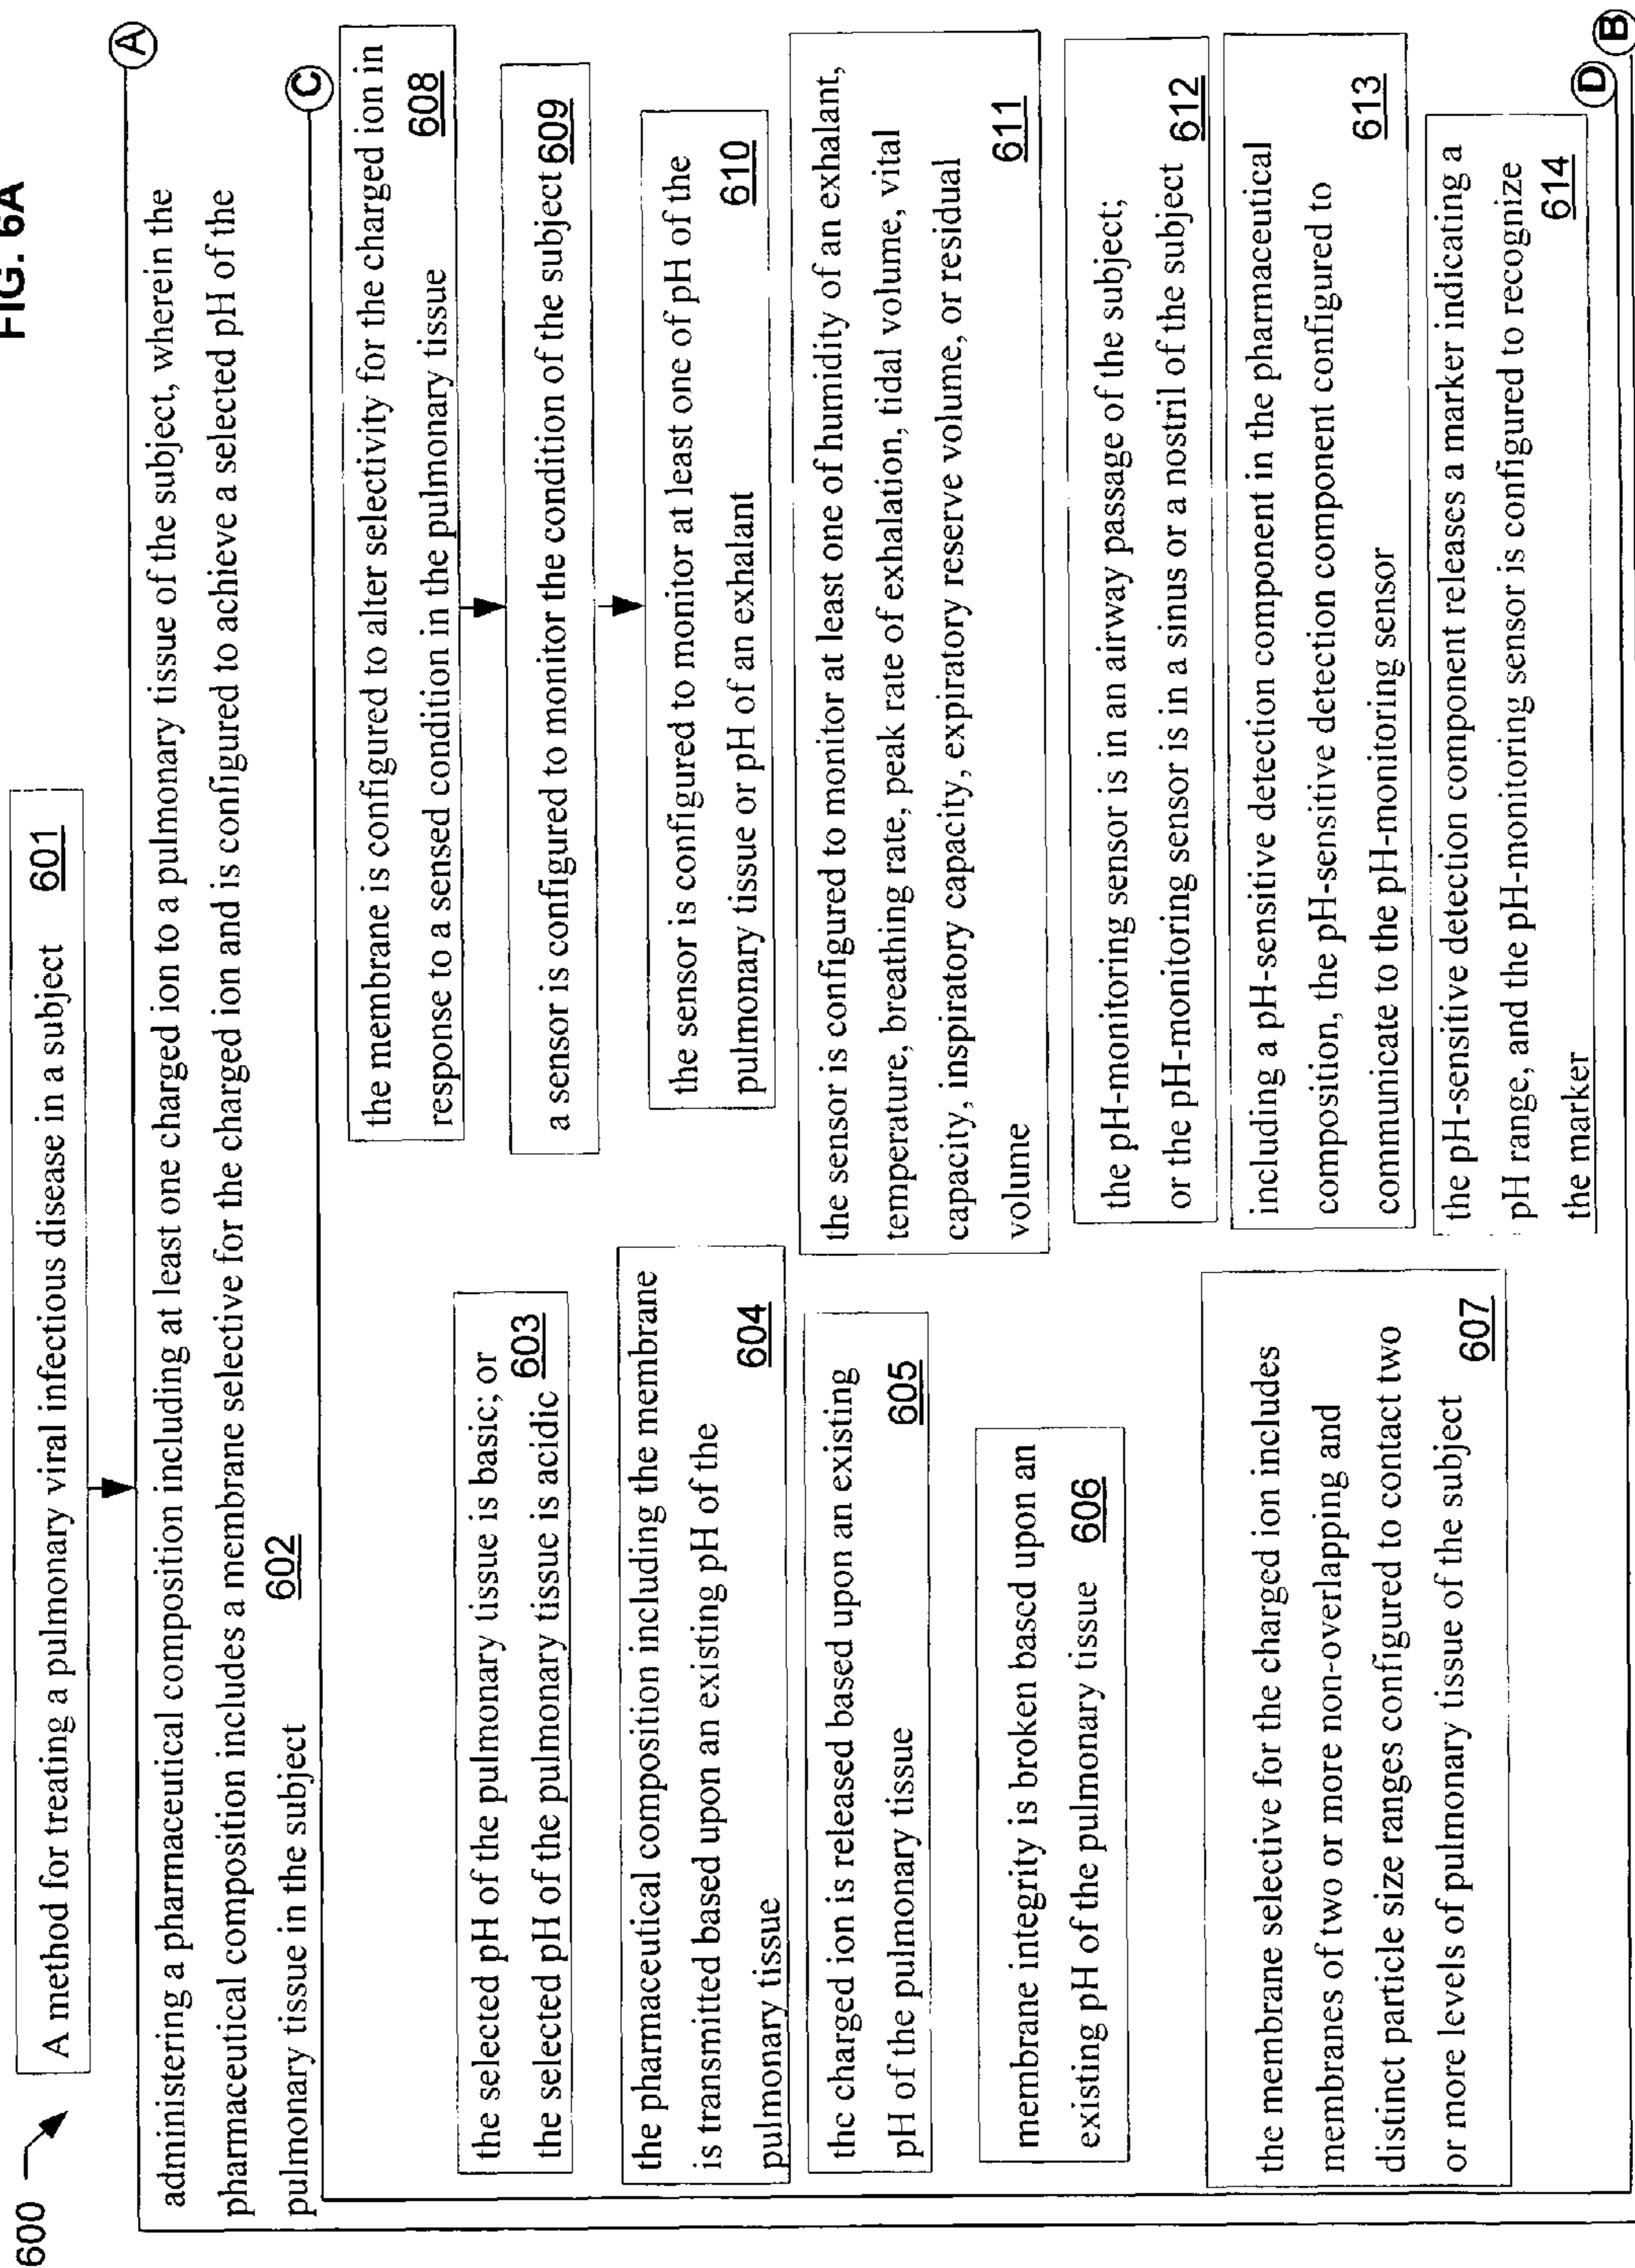 FIG. 6A
600
A method for treating a pulmonary viral infectious disease in a subject 601
A
administering a pharmaceutical composition including at least one charged ion to a pulmonary tissue of the subject, wherein the
pharmaceutical composition includes a membrane selective for the charged ion and is configured to achieve a selected pH of the
pulmonary tissue in the subject 602
C
the selected pH of the pulmonary tissue is basic; or
the selected pH of the pulmonary tissue is acidic 603
the pharmaceutical composition including the membrane
is transmitted based upon an existing pH of the
pulmonary tissue 604
the charged ion is released based upon an existing
pH of the pulmonary tissue 605
membrane integrity is broken based upon an
existing pH of the pulmonary tissue 606
the membrane selective for the charged ion includes
membranes of two or more non-overlapping and
distinct particle size ranges configured to contact two
or more levels of pulmonary tissue of the subject 607
the membrane is configured to alter selectivity for the charged ion in
response to a sensed condition in the pulmonary tissue 608
a sensor is configured to monitor the condition of the subject 609
the sensor is configured to monitor at least one of pH of the
pulmonary tissue or pH of an exhalant 610
the sensor is configured to monitor at least one of humidity of an exhalant,
temperature, breathing rate, peak rate of exhalation, tidal volume, vital
capacity, inspiratory capacity, expiratory reserve volume, or residual
volume 611
the pH-monitoring sensor is in an airway passage of the subject;
or the pH-monitoring sensor is in a sinus or a nostril of the subject 612
including a pH-sensitive detection component in the pharmaceutical
composition, the pH-sensitive detection component configured to
communicate to the pH-monitoring sensor 613
the pH-sensitive detection component releases a marker indicating a
pH range, and the pH-monitoring sensor is configured to recognize
the marker 614
D
B